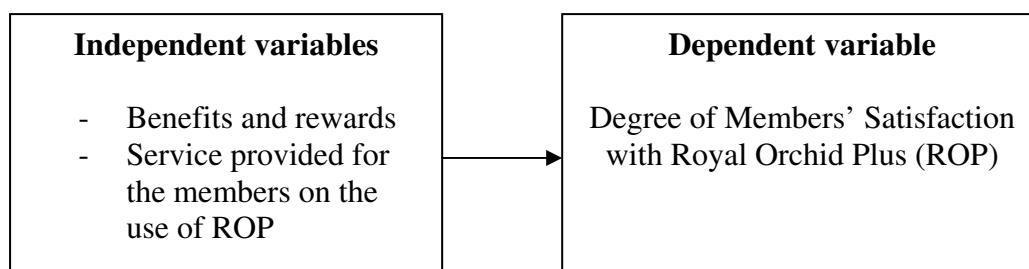 Independent variables
- Benefits and rewards
- Service provided for
the members on the
use of ROP
Dependent variable
Degree of Members’ Satisfaction
with Royal Orchid Plus (ROP)